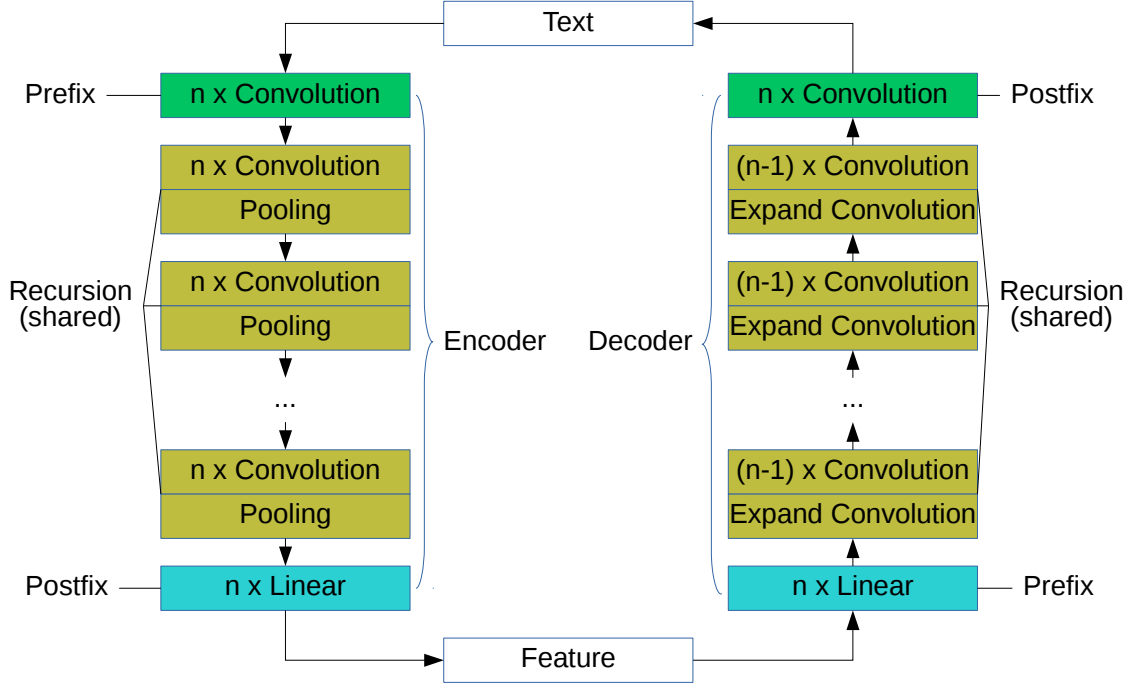 Text
Prefix
n x Convolution
n x Convolution
Postfix
n x Convolution
Pooling
(n-1) x Convolution
Expand Convolution
n x Convolution
Pooling
(n-1) x Convolution
Expand Convolution
Recursion
(shared)
Recursion
(shared)
Encoder
Decoder
...
...
n x Convolution
Pooling
(n-1) x Convolution
Expand Convolution
Postfix
n x Linear
n x Linear
Prefix
Feature